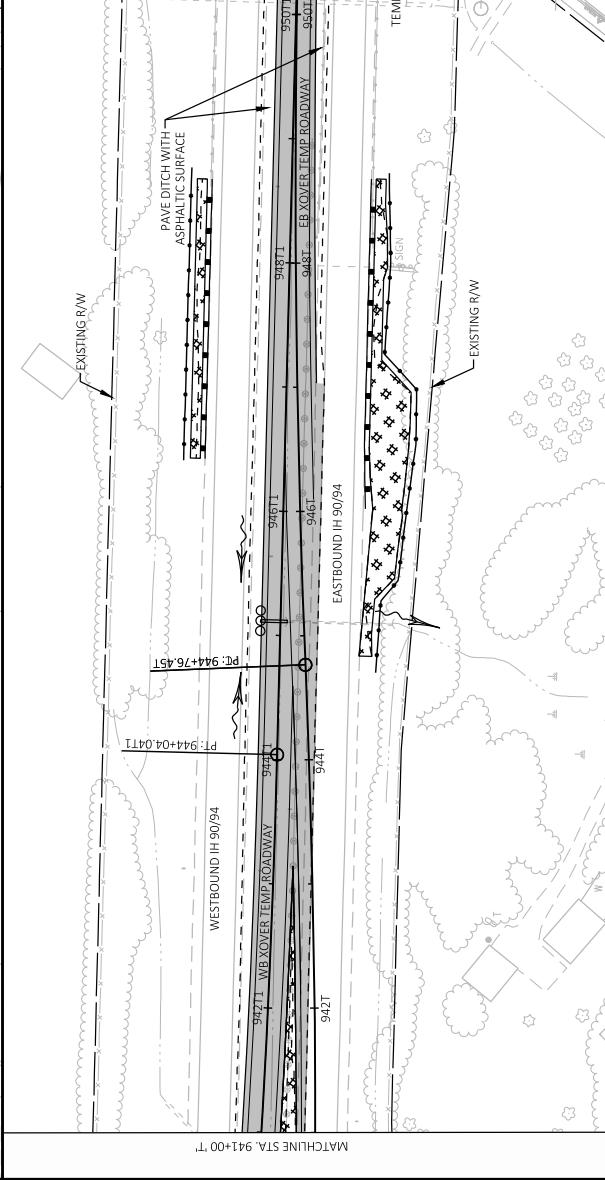 950T1
950T
TEM
PAVE DITCH WITH
ASPHALTIC SURFACE
EB XOVER TEMP ROADWAY
948T1
948T
SIGN
EXISTING R/W
EXISTING R/W
946T1
946T
EASTBOUND IH 90/94
PC: 944+76.45T
PT: 944+04.04T1
944T1
944T
WESTBOUND IH 90/94
WB XOVER TEMP ROADWAY
942T1
942T
W
MATCHLINE STA. 941+00 'T'